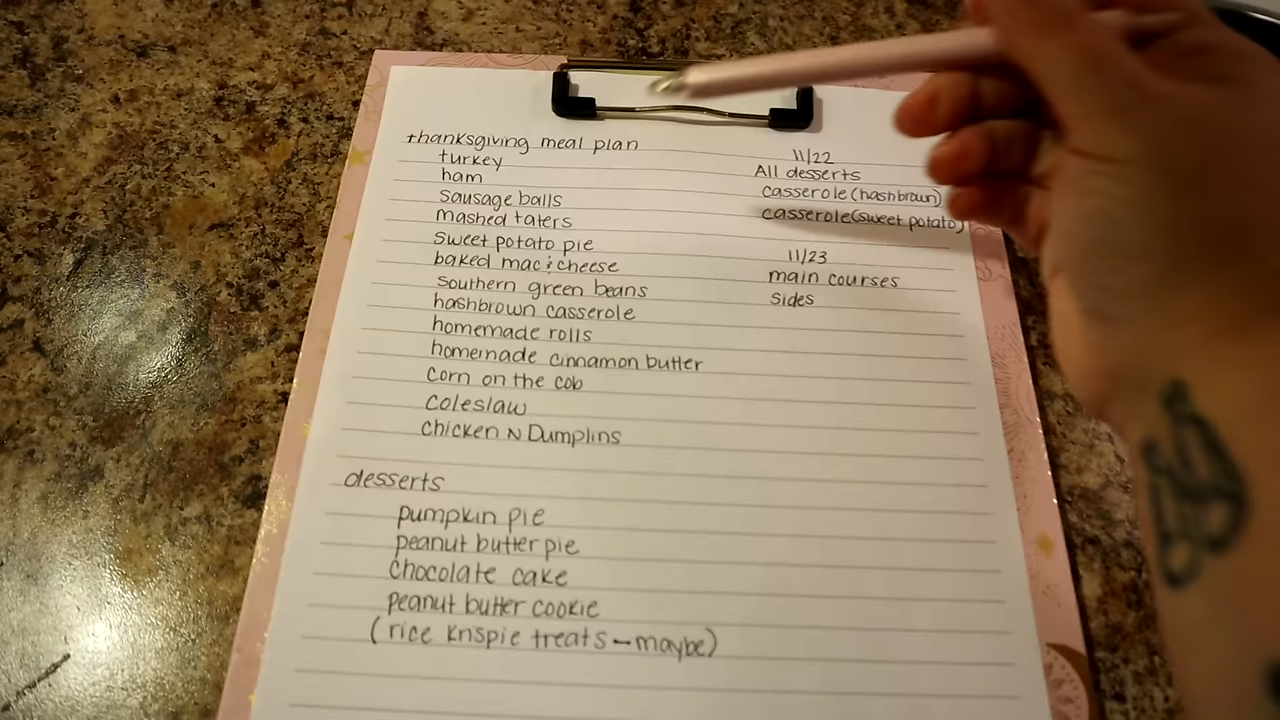 thanksgiving meal plan
turkey
ham
sausage balls
mashed taters
sweet potato pie
baked mac & cheese
southern green beans
hashbrown casserole
homemade rolls
homemade cinnamon butter
corn on the cob
coleslaw
chicken N Dumplins
desserts
pumpkin pie
peanut butter pie
chocolate cake
peanut butter cookie
(rice krispie treats - maybe)
11/22
All desserts
casserole (hashbrown)
casserole (sweet potato)
11/23
main courses
sides